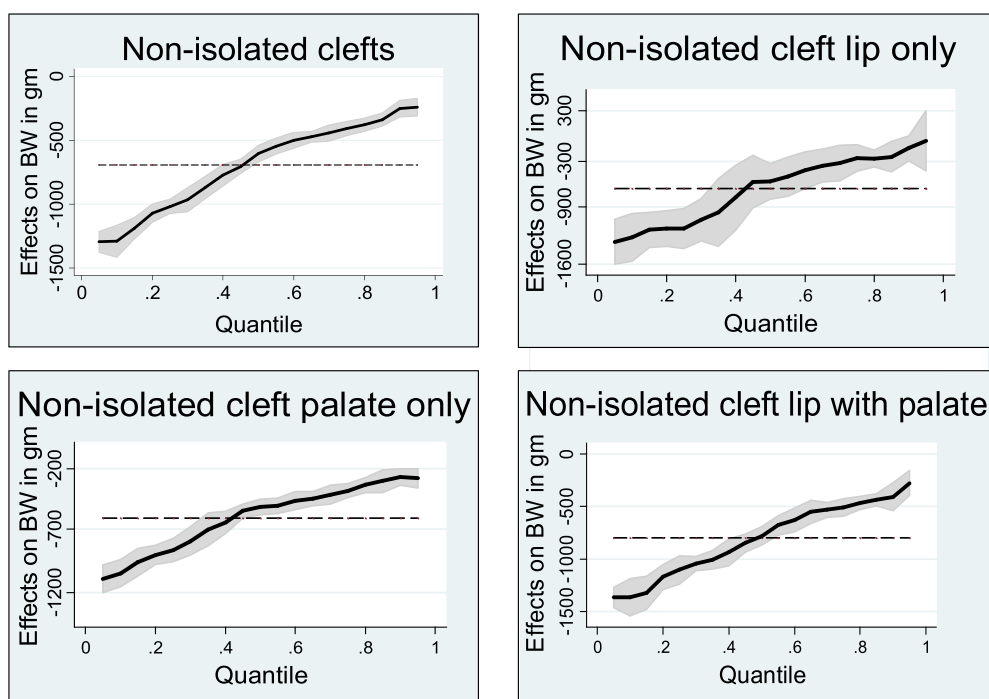 Non-isolated clefts
Effects on BW in gm
0
-500
-1000
-1500
0 .2 .4 .6 .8 1
Quantile
Non-isolated cleft lip only
Effects on BW in gm
300
-300
-900
-1600
0 .2 .4 .6 .8 1
Quantile
Non-isolated cleft palate only
Effects on BW in gm
-200
-700
-1200
0 .2 .4 .6 .8 1
Quantile
Non-isolated cleft lip with palate
Effects on BW in gm
0
-500
-1000
-1500
0 .2 .4 .6 .8 1
Quantile